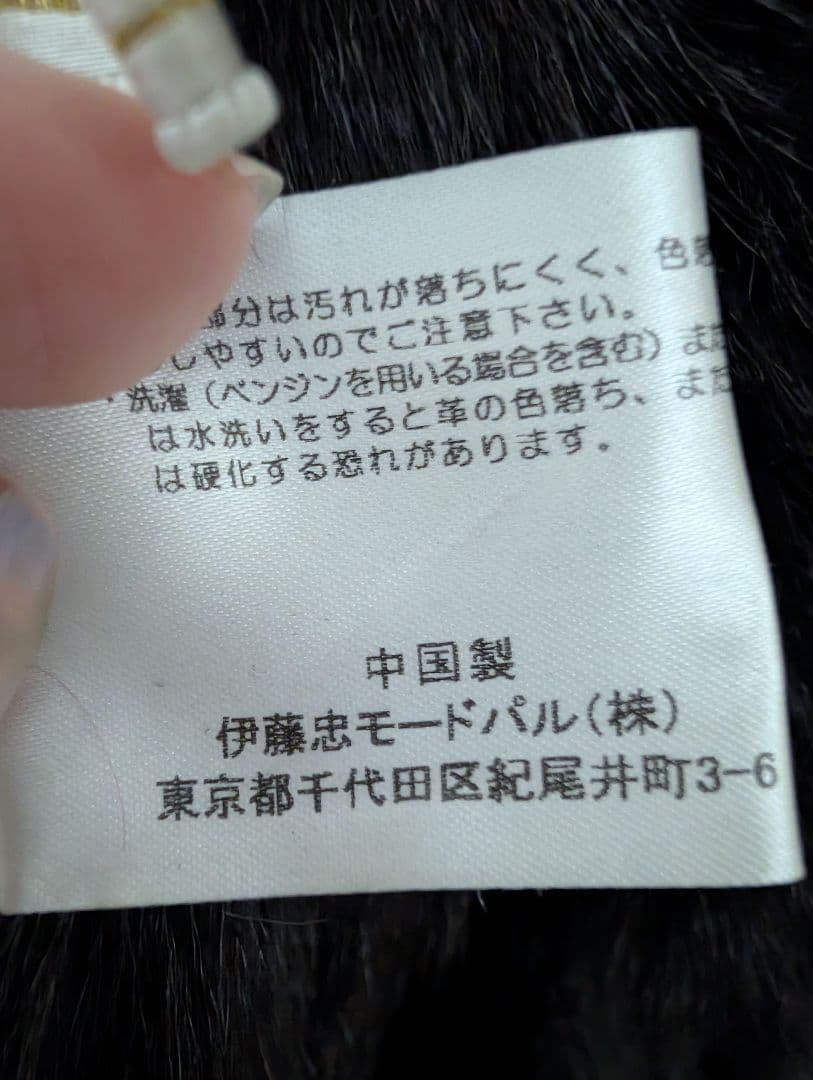 部分は汚れが落ちにくく、色落
しやすいのでご注意下さい。
・洗濯（ベンジンを用いる場合を含む）また
は水洗いをすると革の色落ち、また
は硬化する恐れがあります。
中国製
伊藤忠モードパル（株）
東京都千代田区紀尾井町3-6